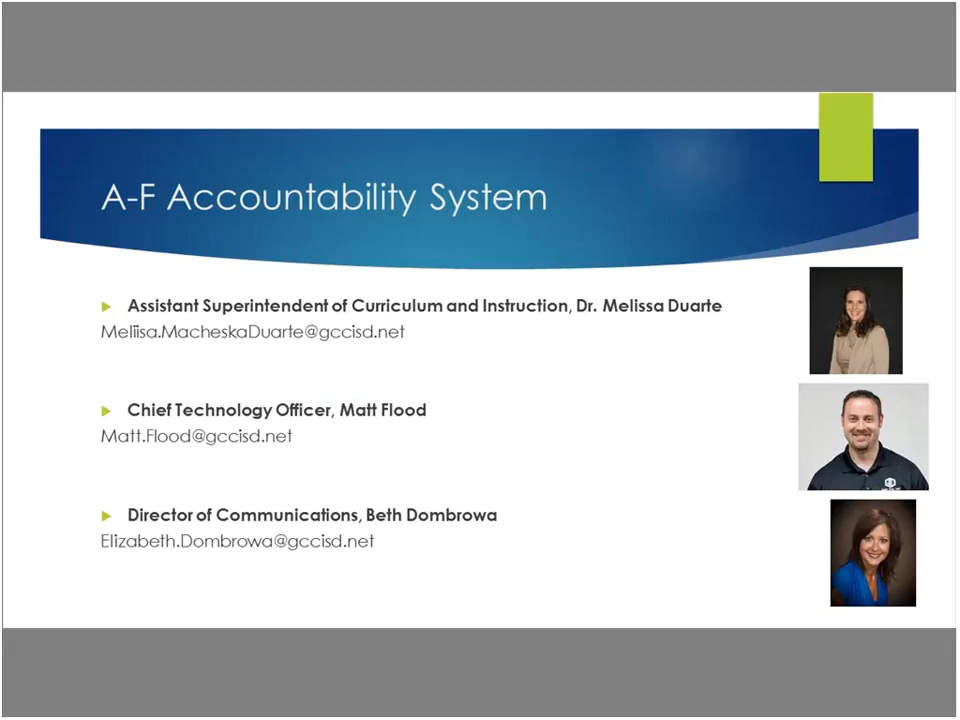 A-F Accountability System
Assistant Superintendent of Curriculum and Instruction, Dr. Melissa Duarte
Meliisa.MacheskaDuarte@gccisd.net
Chief Technology Officer, Matt Flood
Matt.Flood@gccisd.net
Director of Communications, Beth Dombrowa
Elizabeth.Dombrowa@gccisd.net